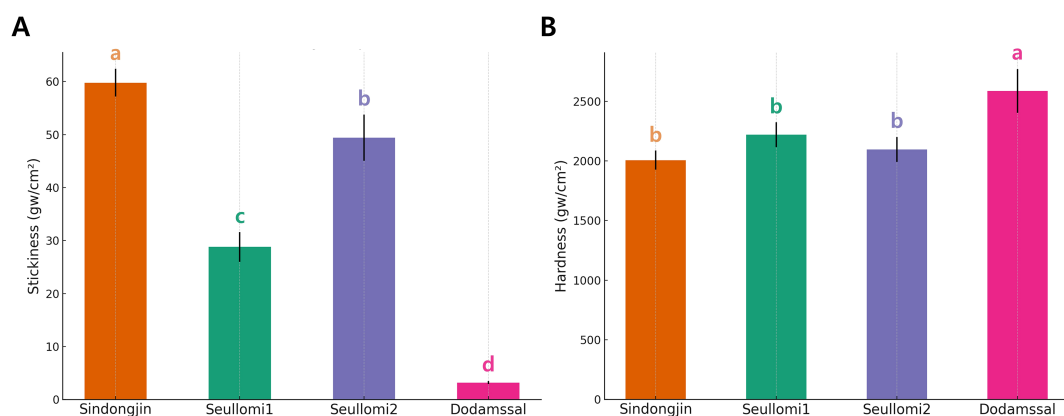 A
B
a
b
c
d
60
50
40
30
20
10
0
Stickiness (gw/cm²)
Sindongjin
Seullomi1
Seullomi2
Dodamssal
a
b
b
b
2500
2000
1500
1000
500
0
Hardness (gw/cm²)
Sindongjin
Seullomi1
Seullomi2
Dodamssal